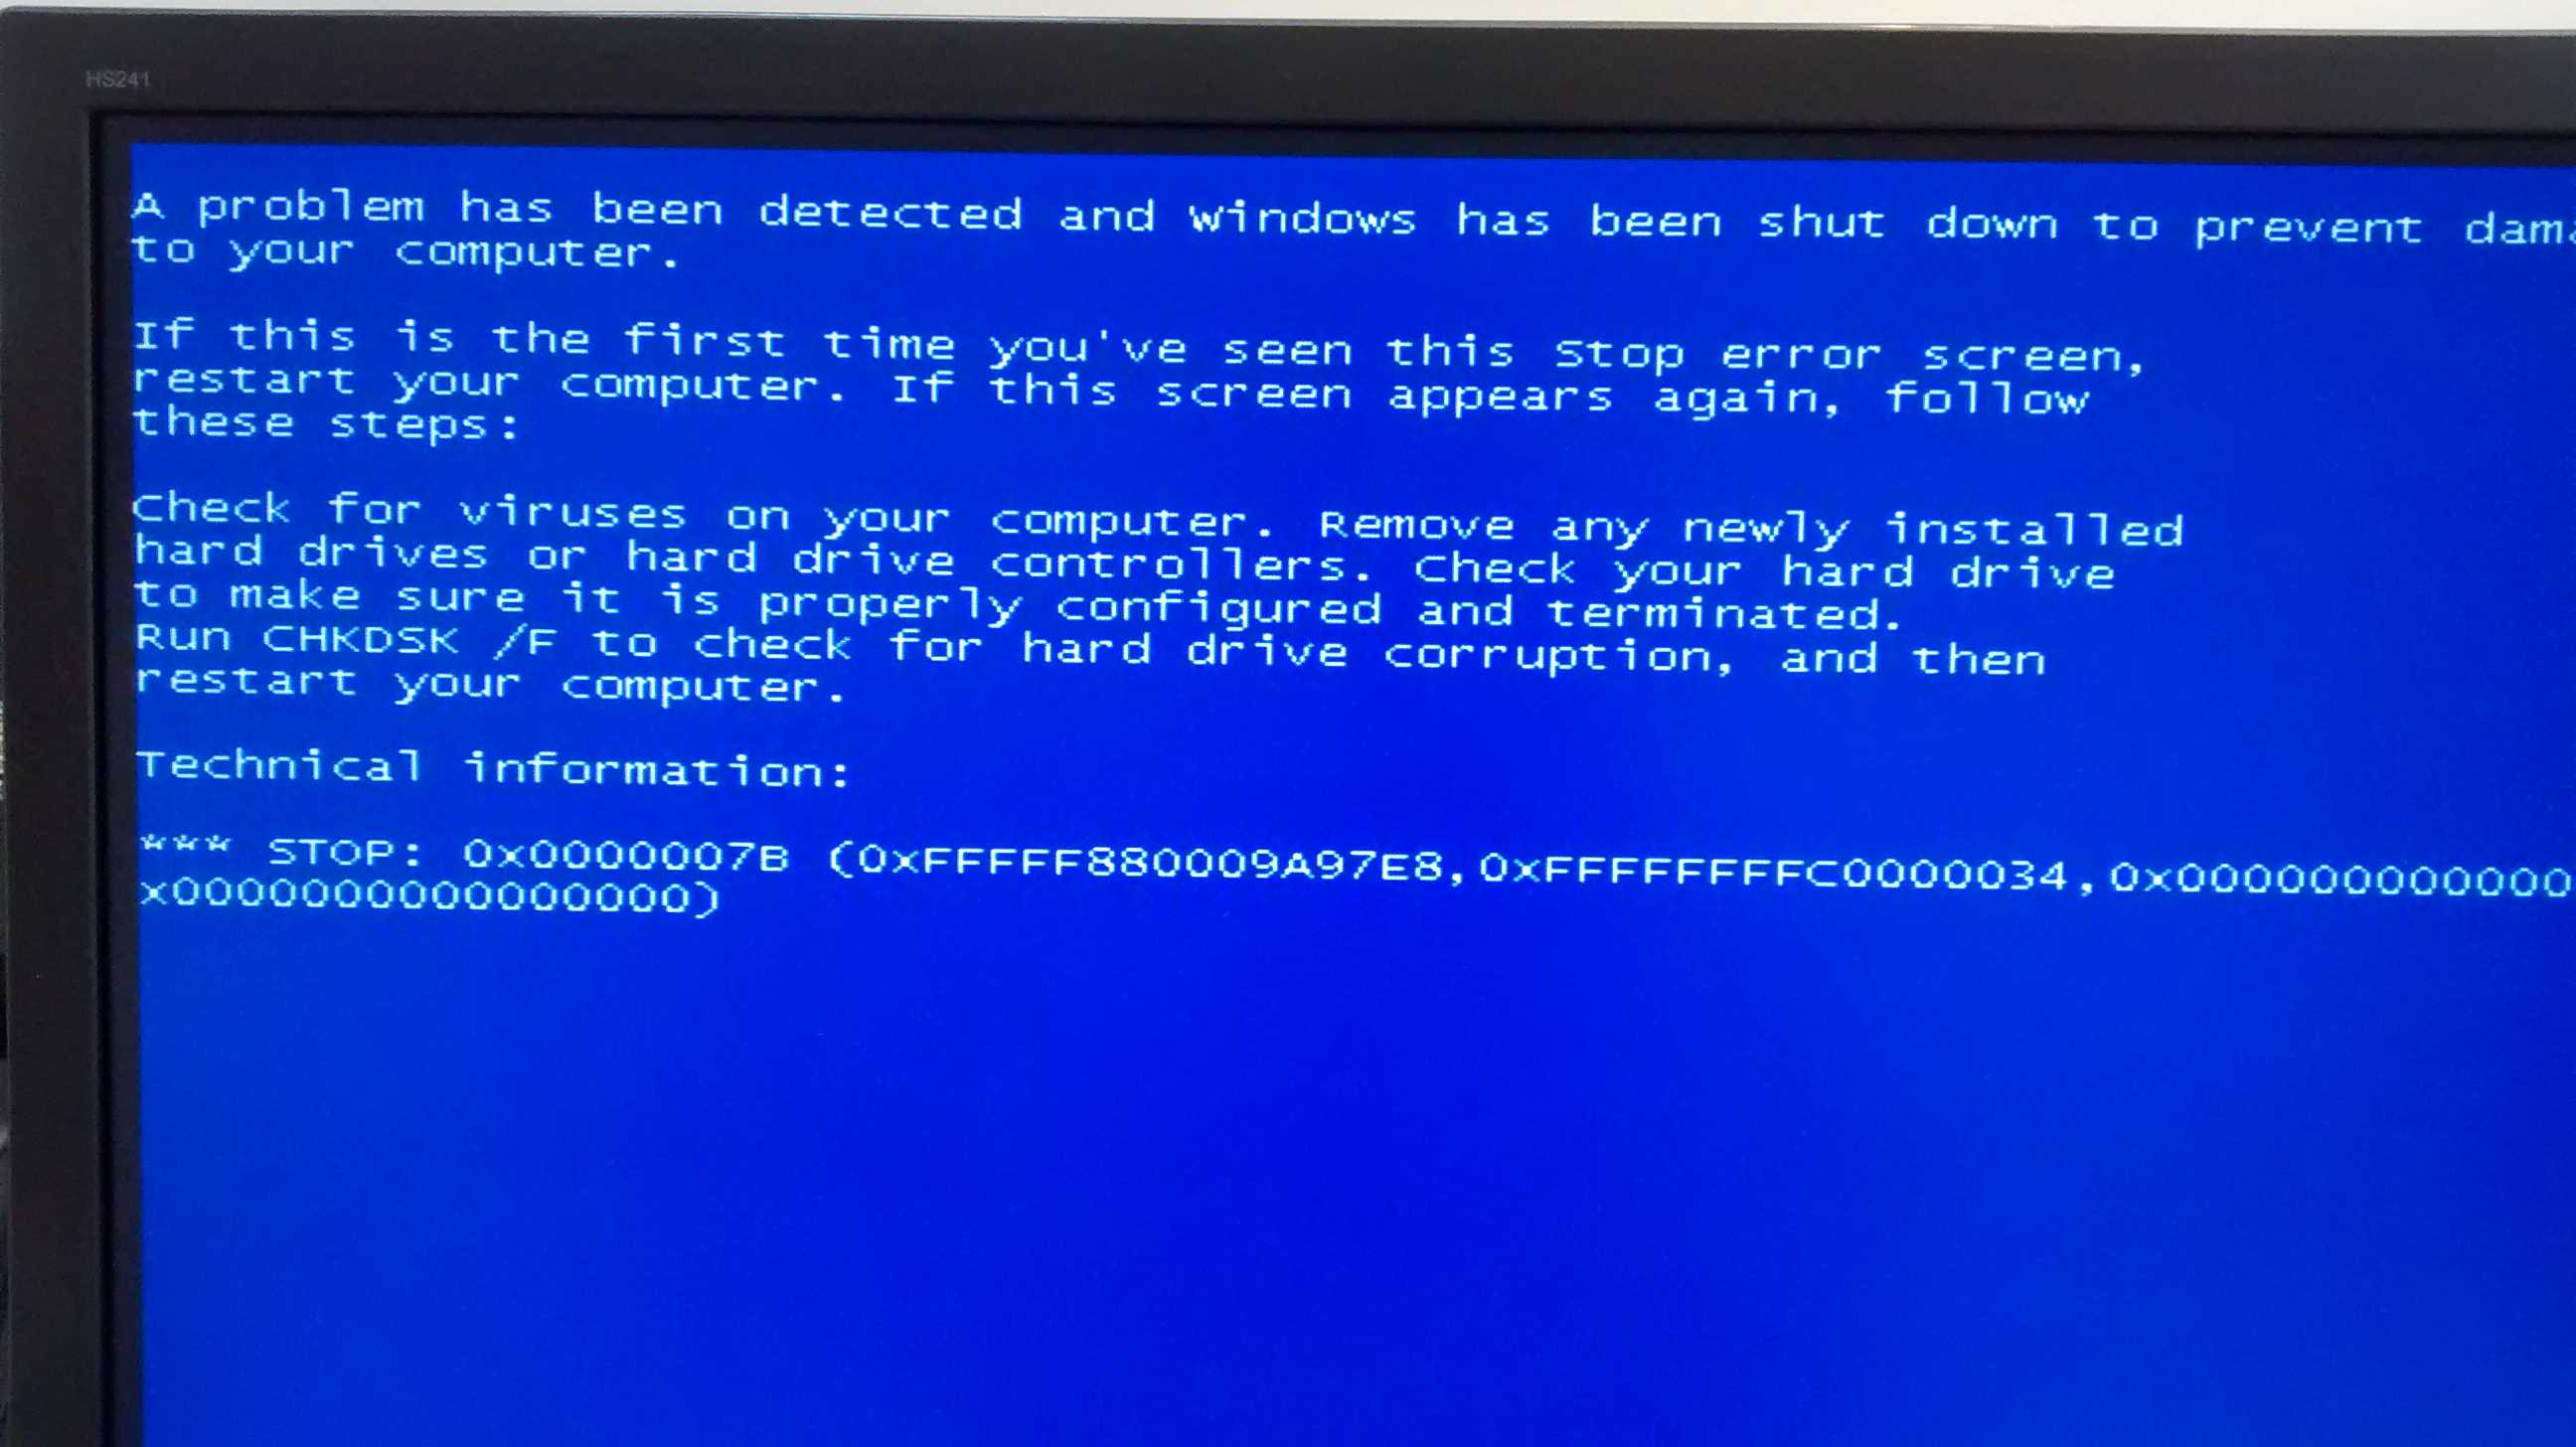 HS241
A problem has been detected and windows has been shut down to prevent
to your computer.
If this is the first time you've seen this Stop error screen,
restart your computer. If this screen appears again, follow
these steps:
Check for viruses on your computer. Remove any newly installed
hard drives or hard drive controllers. Check your hard drive
to make sure it is properly configured and terminated.
Run CHKDSK /F to check for hard drive corruption, and then
restart your computer.
Technical information:
*** STOP: 0x0000007B (0xFFFFF880009A97E8,0xFFFFFFFFC0000034,0x000000000000
x0000000000000000)